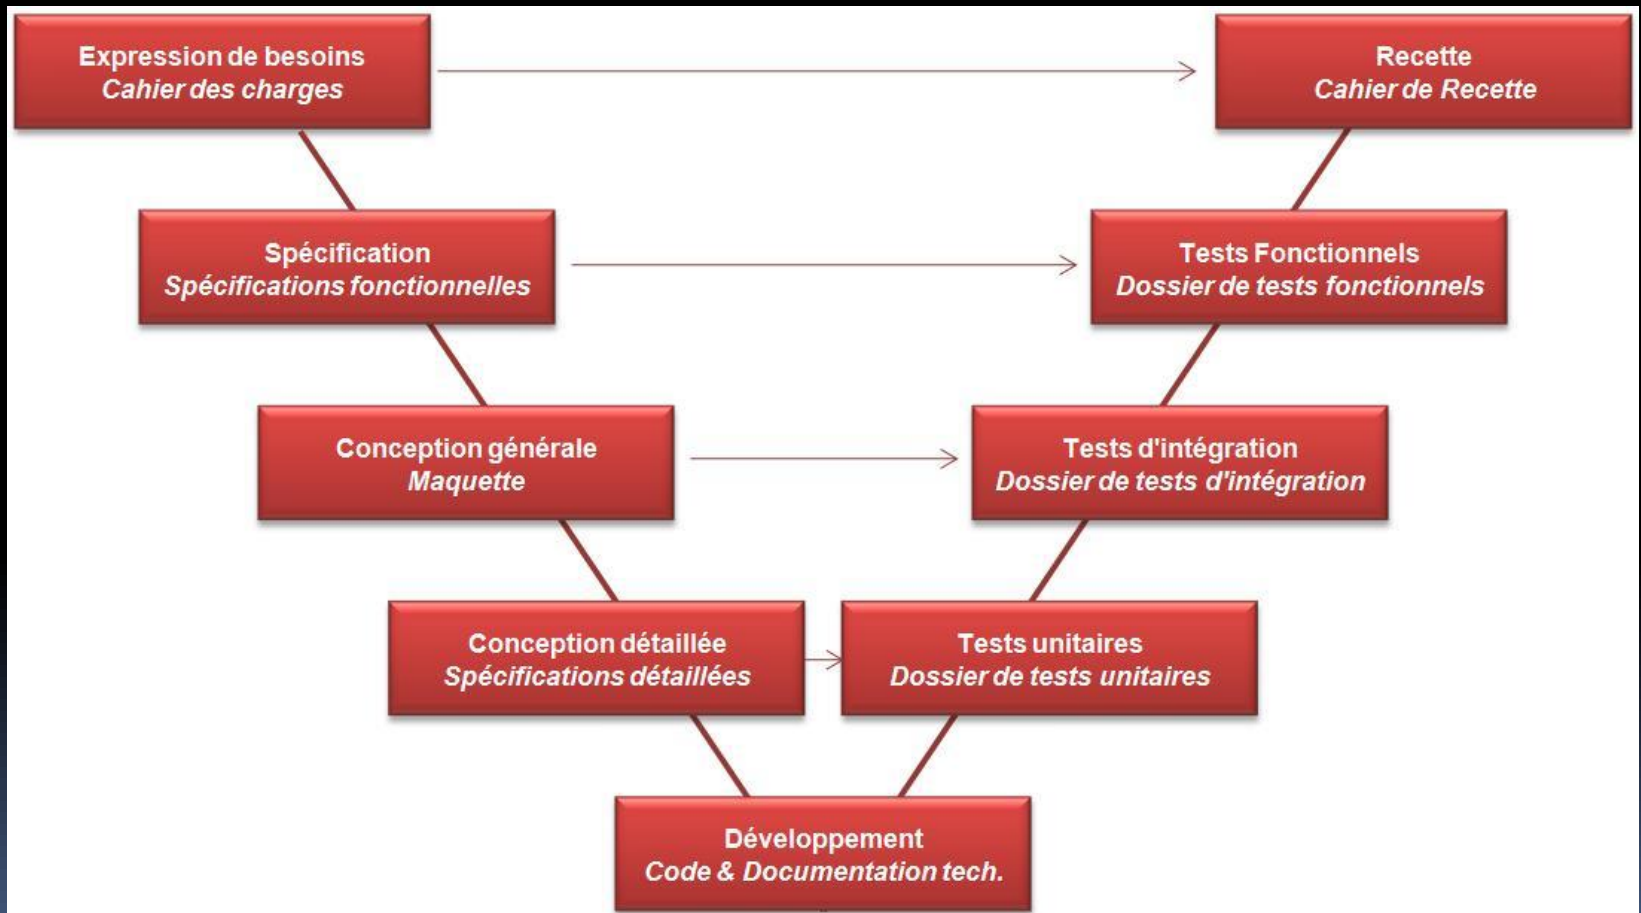 Expression de besoins
Cahier des charges
Recette
Cahier de Recette
Spécification
Spécifications fonctionnelles
Tests Fonctionnels
Dossier de tests fonctionnels
Conception générale
Maquette
Tests d'intégration
Dossier de tests d'intégration
Conception détaillée
Spécifications détaillées
Tests unitaires
Dossier de tests unitaires
Développement
Code & Documentation tech.